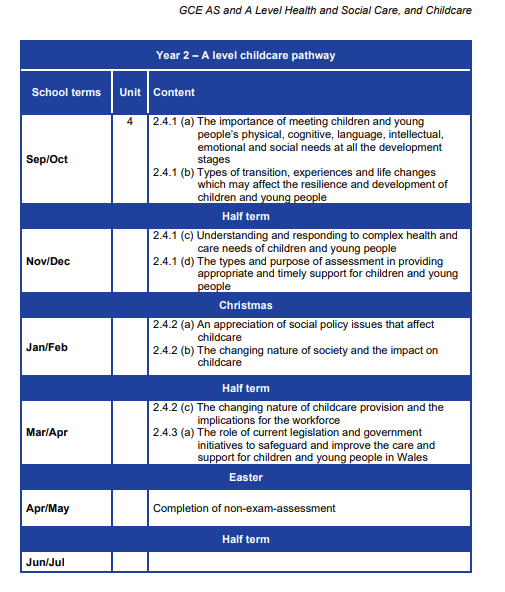 GCE AS and A Level Health and Social Care, and Childcare
Year 2 – A level childcare pathway
School terms Unit Content
Sep/Oct
4
2.4.1 (a) The importance of meeting children and young
people's physical, cognitive, language, intellectual,
emotional and social needs at all the development
stages
2.4.1 (b) Types of transition, experiences and life changes
which may affect the resilience and development of
children and young people
Half term
Nov/Dec
2.4.1 (c) Understanding and responding to complex health and
care needs of children and young people
2.4.1 (d) The types and purpose of assessment in providing
appropriate and timely support for children and young
people
Christmas
Jan/Feb
2.4.2 (a) An appreciation of social policy issues that affect
childcare
2.4.2 (b) The changing nature of society and the impact on
childcare
Half term
Mar/Apr
2.4.2 (c) The changing nature of childcare provision and the
implications for the workforce
2.4.3 (a) The role of current legislation and government
initiatives to safeguard and improve the care and
support for children and young people in Wales
Easter
Apr/May
Completion of non-exam-assessment
Half term
Jun/Jul